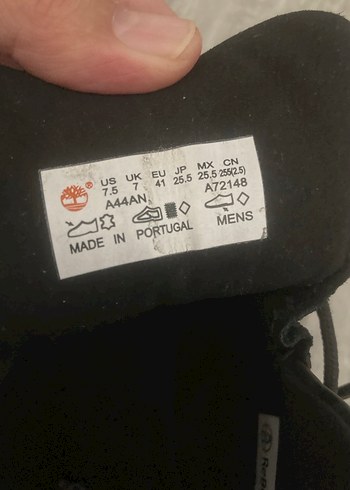 US UK EU JP MX CN
7.5 7 41 25.5 25.5 255(2.5)
A44AN A72148
MENS
MADE IN PORTUGAL